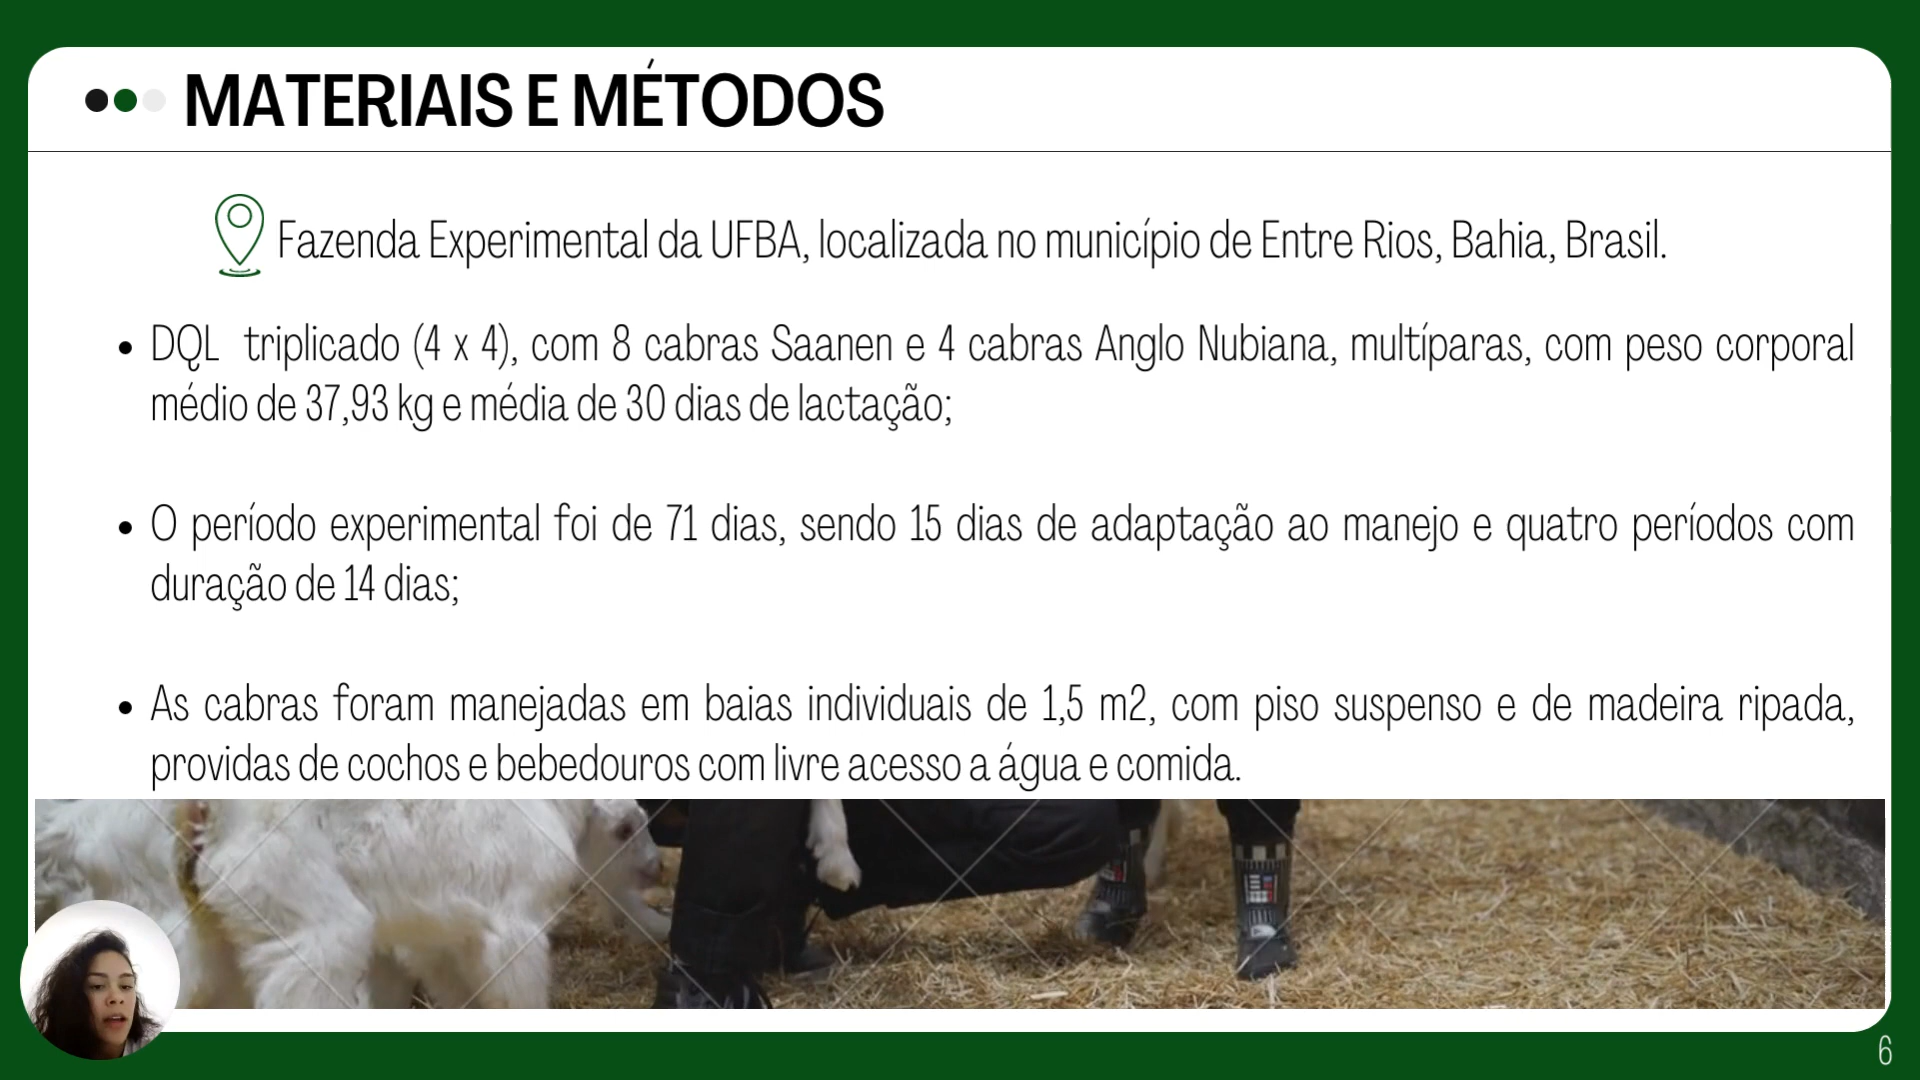 MATERIAIS E MÉTODOS
Fazenda Experimental da UFBA, localizada no município de Entre Rios, Bahia, Brasil.
• DQL triplicado (4 x 4), com 8 cabras Saanen e 4 cabras Anglo Nubiana, multíparas, com peso corporal
médio de 37,93 kg e média de 30 dias de lactação;
• O período experimental foi de 71 dias, sendo 15 dias de adaptação ao manejo e quatro períodos com
duração de 14 dias;
• As cabras foram manejadas em baias individuais de 1,5 m2, com piso suspenso e de madeira ripada,
providas de cochos e bebedouros com livre acesso a água e comida.
6